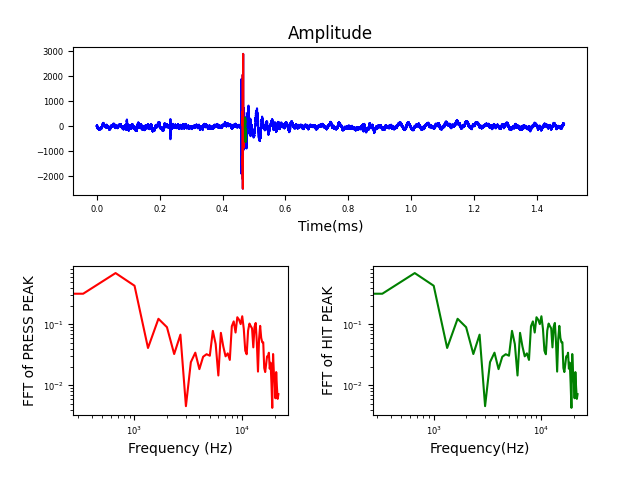 Amplitude
3000
2000
1000
0
−1000
−2000
0.0 0.2 0.4 0.6 0.8 1.0 1.2 1.4
Time(ms)
FFT of PRESS PEAK
10⁻¹
10⁻²
10³ 10⁴
Frequency (Hz)
FFT of HIT PEAK
10⁻¹
10⁻²
10³ 10⁴
Frequency(Hz)